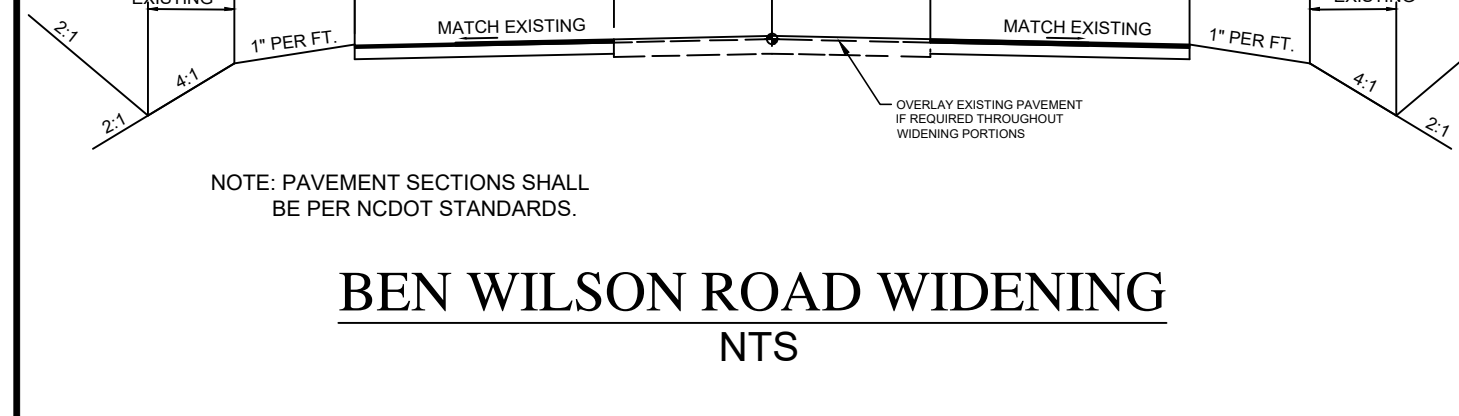 EXISTING
EXISTING
2:1
1" PER FT.
MATCH EXISTING
MATCH EXISTING
1" PER FT.
4:1
4:1
2:1
2:1
OVERLAY EXISTING PAVEMENT
IF REQUIRED THROUGHOUT
WIDENING PORTIONS
NOTE: PAVEMENT SECTIONS SHALL
BE PER NCDOT STANDARDS.
BEN WILSON ROAD WIDENING
NTS